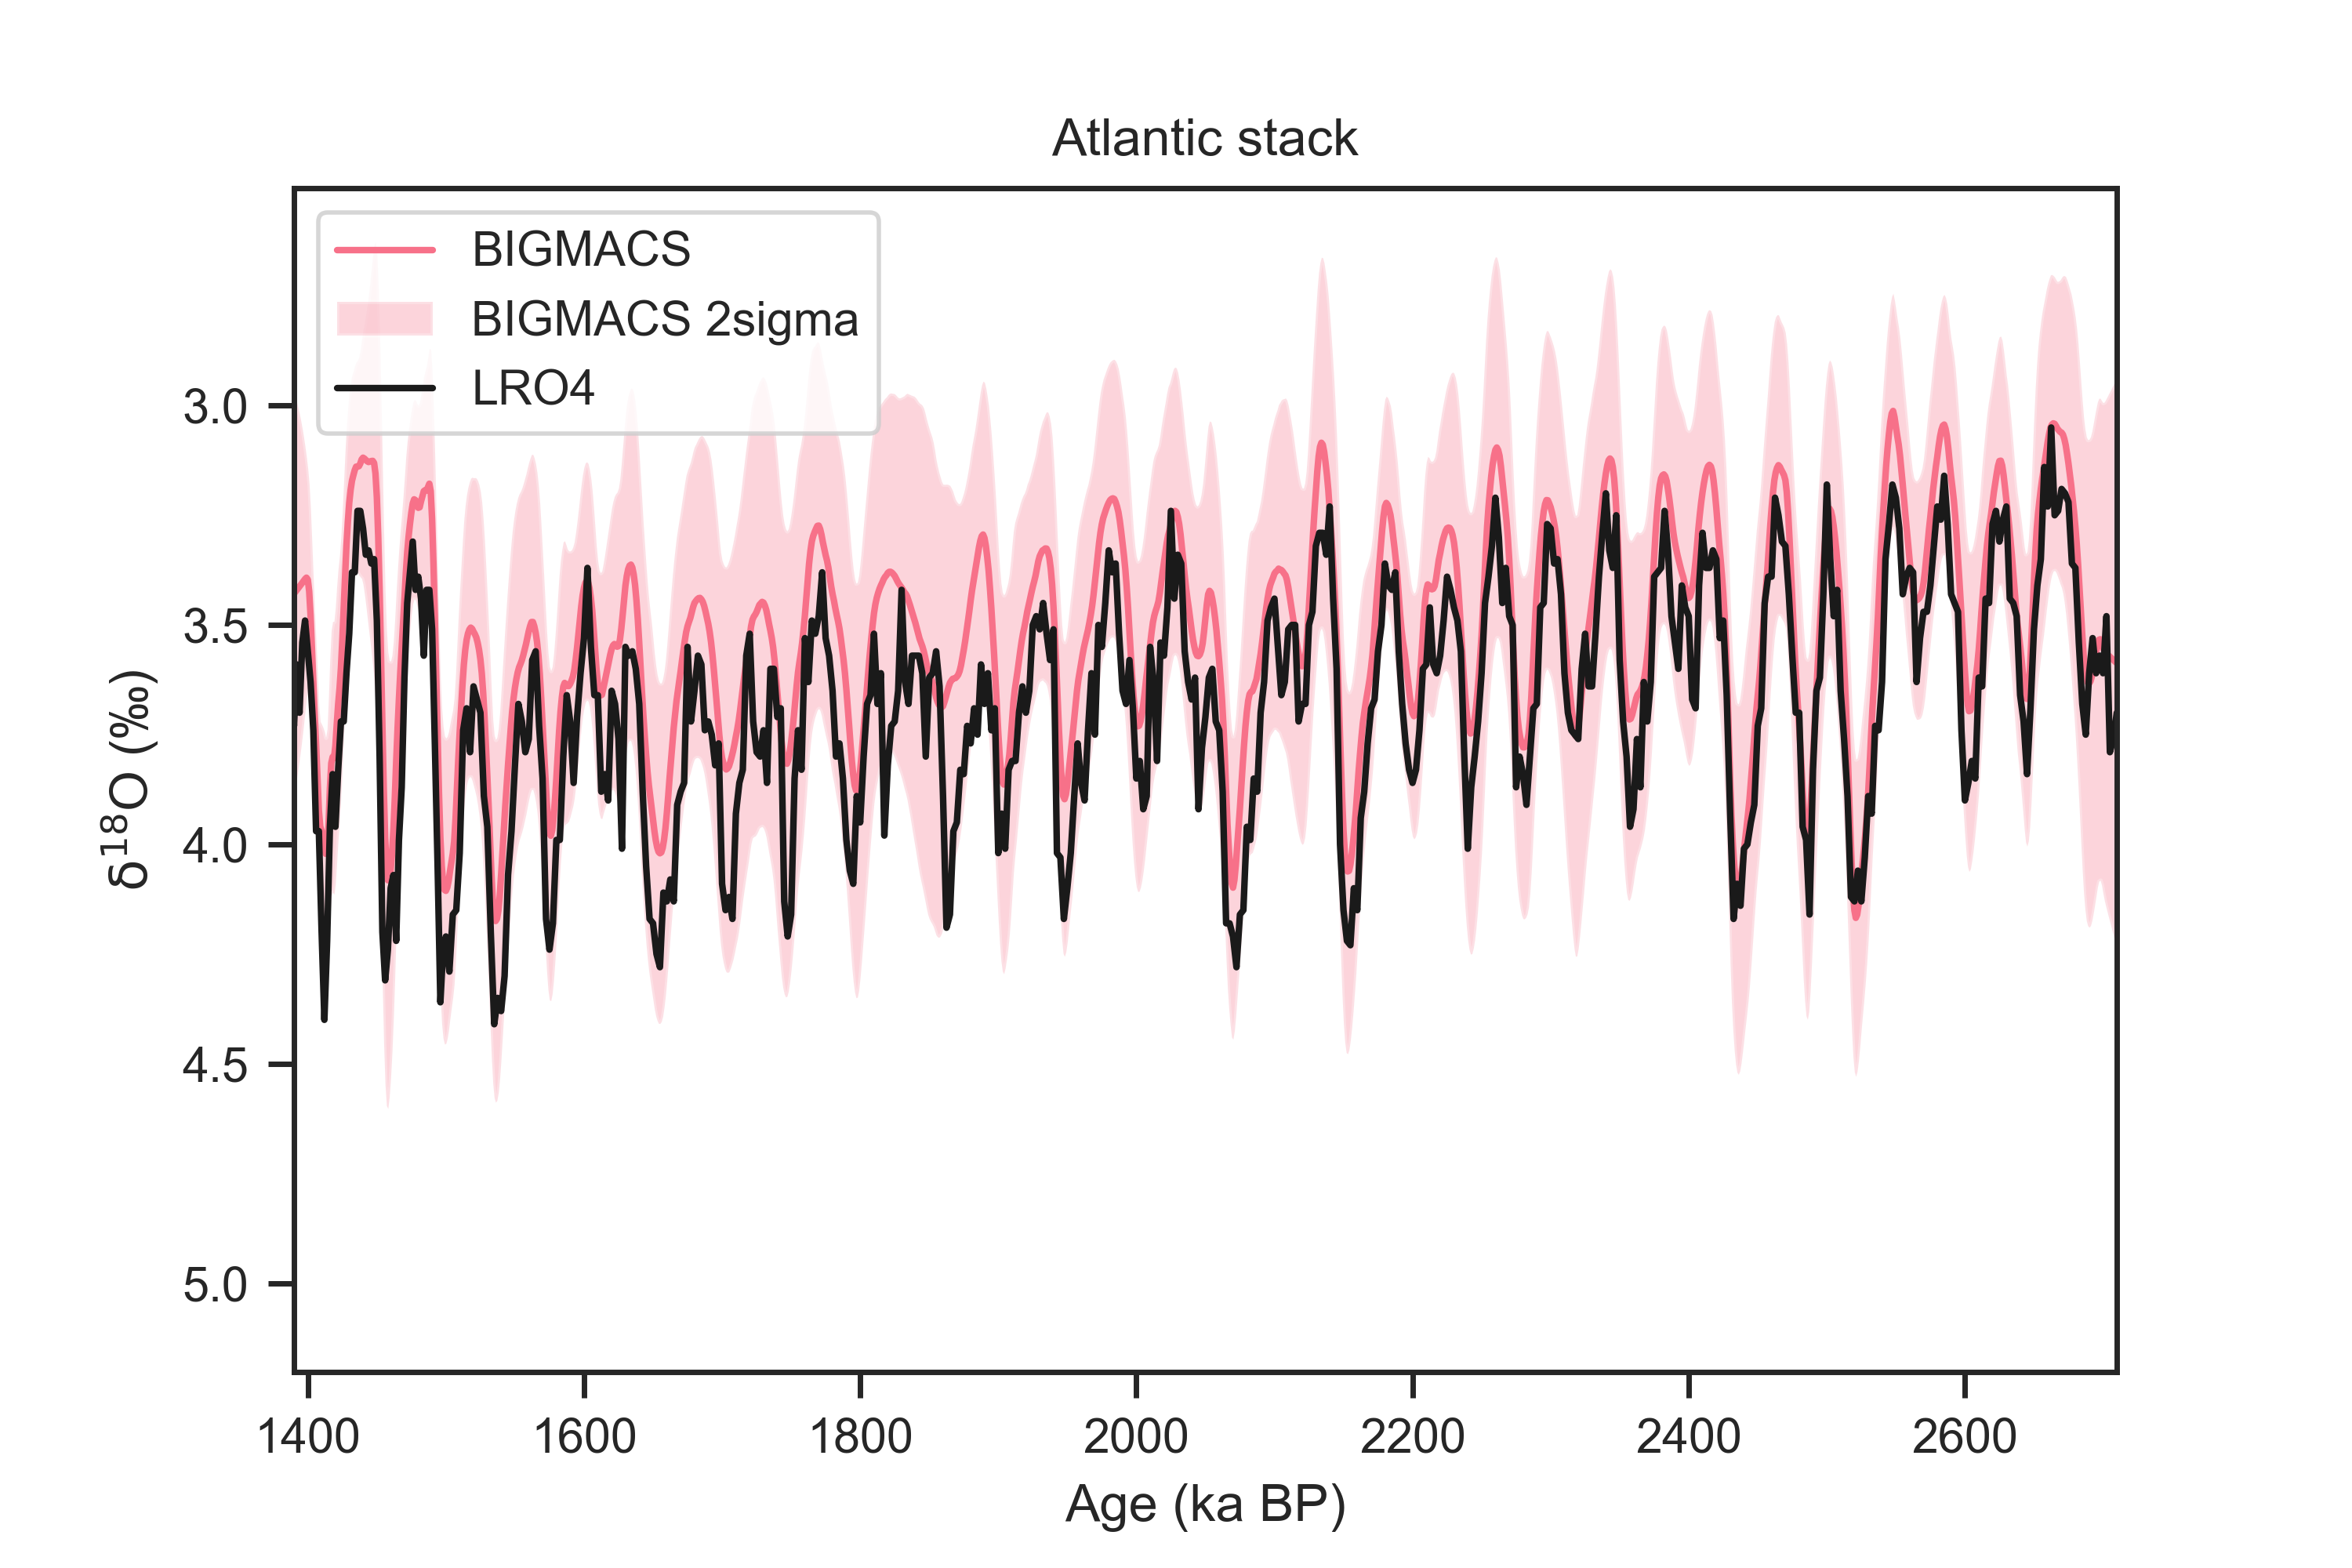 Atlantic stack
BIGMACS
BIGMACS 2sigma
LRO4
3.0
3.5
4.0
4.5
5.0
δ¹⁸O (‰)
1400 1600 1800 2000 2200 2400 2600
Age (ka BP)